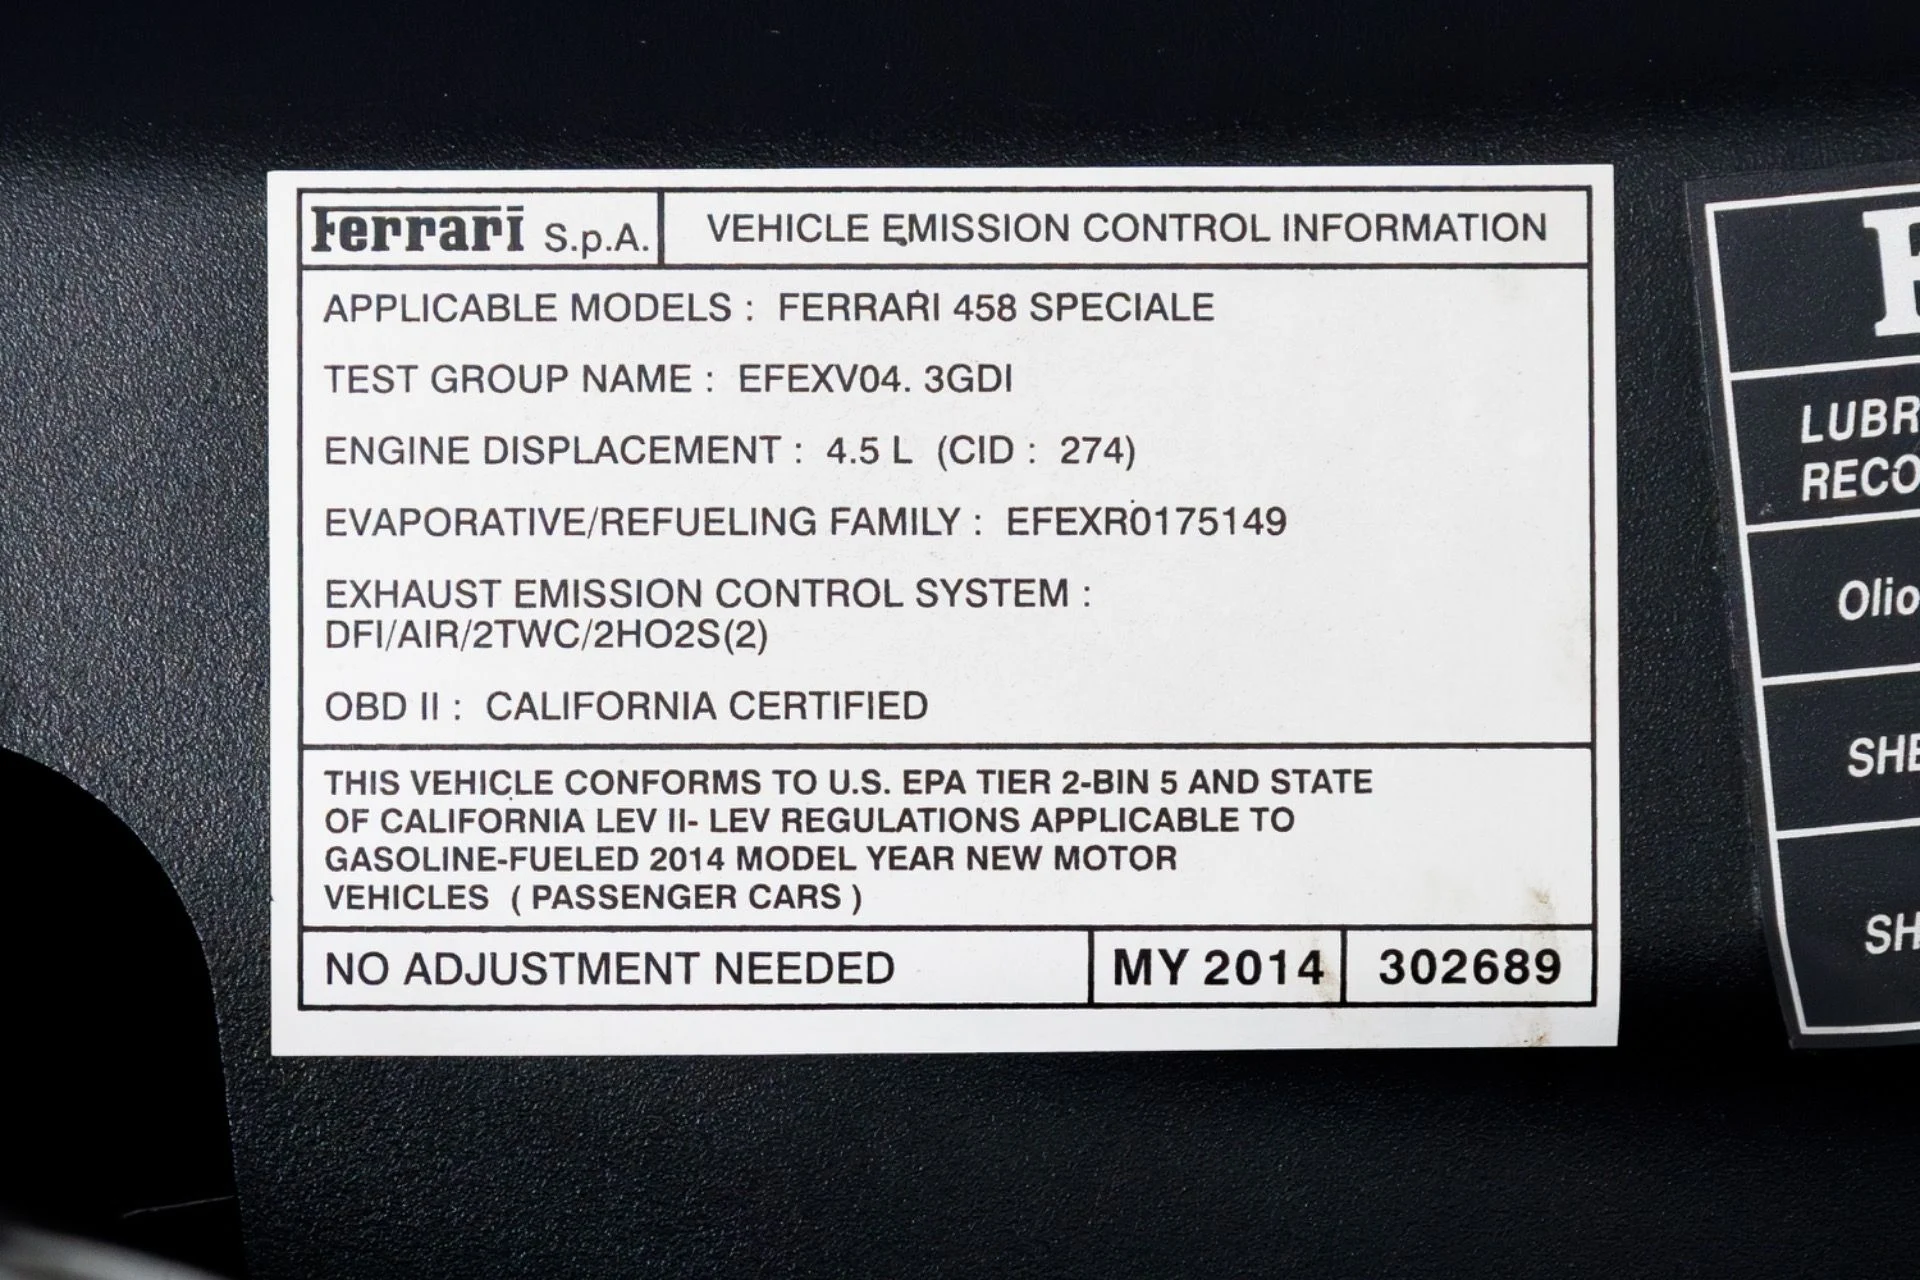 Ferrari S.p.A.
VEHICLE EMISSION CONTROL INFORMATION
APPLICABLE MODELS : FERRARI 458 SPECIALE
TEST GROUP NAME : EFEXV04. 3GDI
ENGINE DISPLACEMENT : 4.5 L (CID : 274)
EVAPORATIVE/REFUELING FAMILY : EFEXR0175149
EXHAUST EMISSION CONTROL SYSTEM :
DFI/AIR/2TWC/2HO2S(2)
OBD II : CALIFORNIA CERTIFIED
THIS VEHICLE CONFORMS TO U.S. EPA TIER 2-BIN 5 AND STATE
OF CALIFORNIA LEV II- LEV REGULATIONS APPLICABLE TO
GASOLINE-FUELED 2014 MODEL YEAR NEW MOTOR
VEHICLES ( PASSENGER CARS )
NO ADJUSTMENT NEEDED
MY 2014
302689
Olio